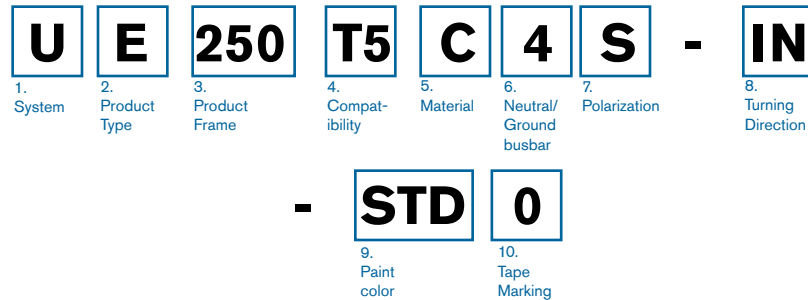 U E 250 T5 C 4 S - IN
1. 2. 3. 4. 5. 6. 7. 8.
System Product Product Compat- Material Neutral/ Polarization Turning
Type Frame ibility Ground Direction
busbar
- STD 0
9. 10.
Paint Tape
color Marking